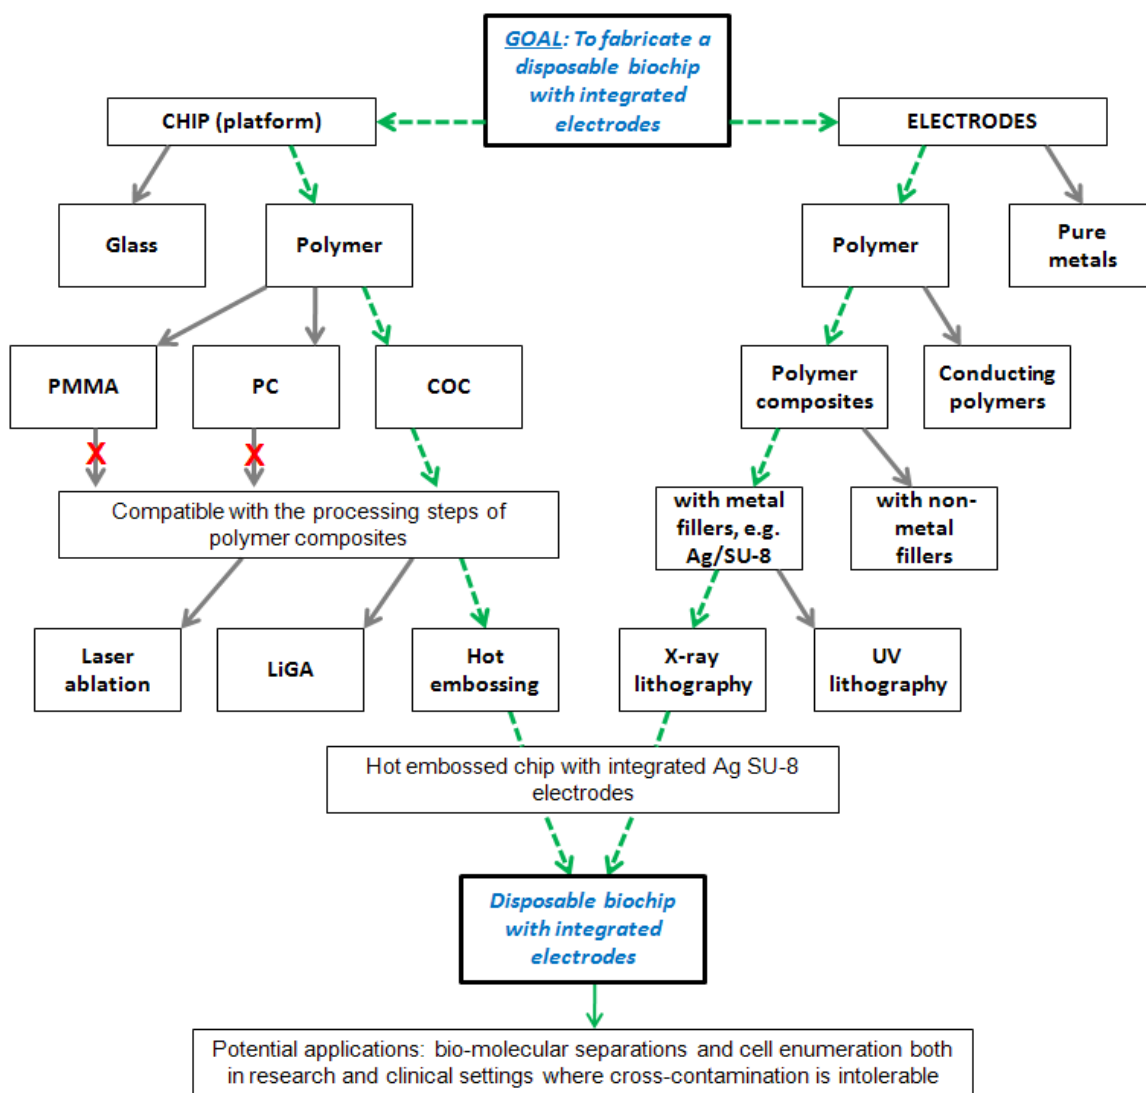 GOAL: To fabricate a
disposable biochip
with integrated
electrodes
CHIP (platform)
ELECTRODES
Glass
Polymer
Polymer
Pure
metals
PMMA
PC
COC
Polymer
composites
Conducting
polymers
X
X
Compatible with the processing steps of
polymer composites
with metal
fillers, e.g.
Ag/SU-8
with non-
metal
fillers
Laser
ablation
LiGA
Hot
embossing
X-ray
lithography
UV
lithography
Hot embossed chip with integrated Ag SU-8
electrodes
Disposable biochip
with integrated
electrodes
Potential applications: bio-molecular separations and cell enumeration both
in research and clinical settings where cross-contamination is intolerable